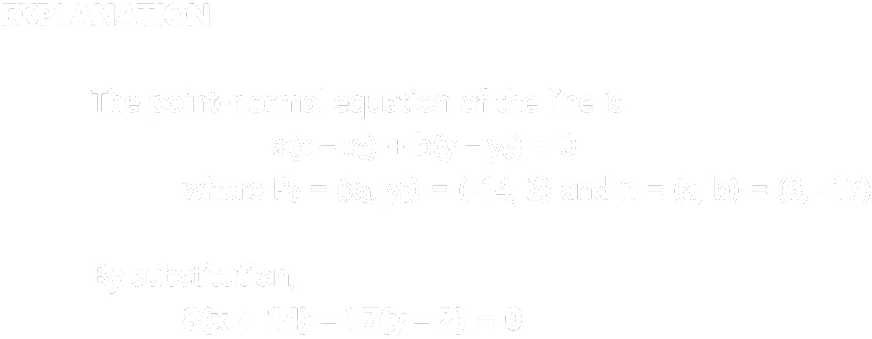 EXPLANATION
The point-normal equation of the line is
a(x – x₀) + b(y – y₀) = 0
where P₀ = (x₀, y₀) = (-14, 2) and n = (a, b) = (8, -17)
By substitution,
8(x + 14) – 17(y – 2) = 0